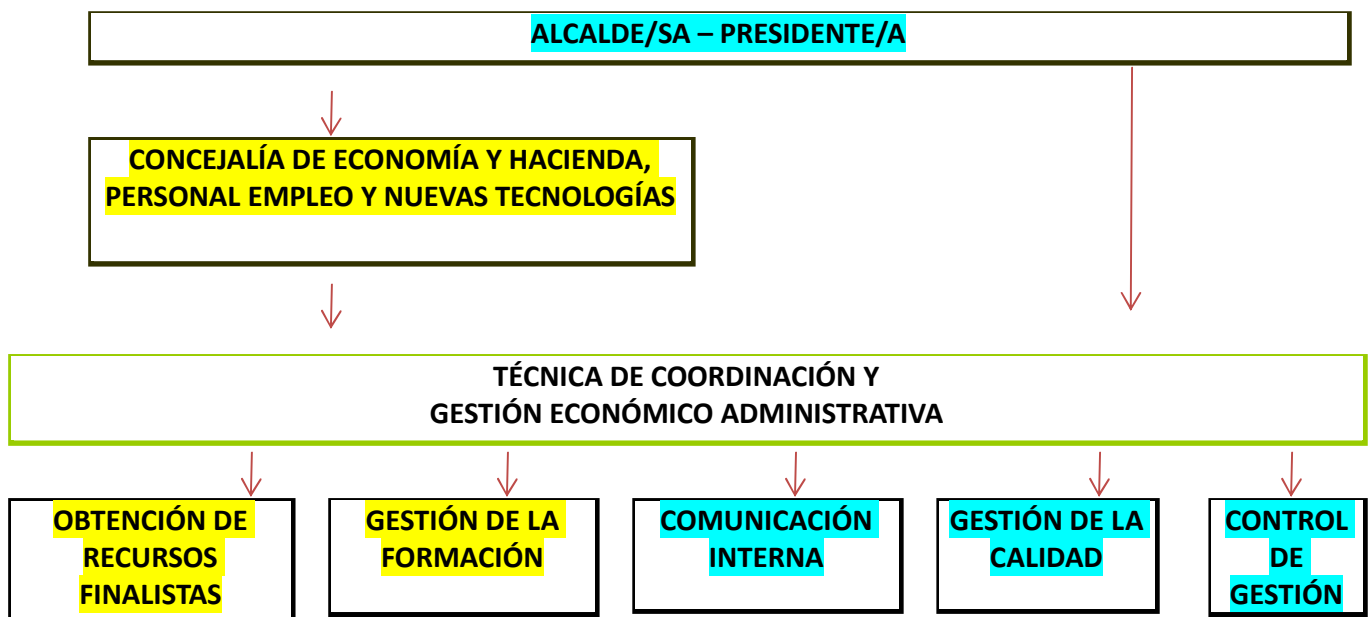 ALCALDE/SA – PRESIDENTE/A
CONCEJALÍA DE ECONOMÍA Y HACIENDA,
PERSONAL EMPLEO Y NUEVAS TECNOLOGÍAS
TÉCNICA DE COORDINACIÓN Y
GESTIÓN ECONÓMICO ADMINISTRATIVA
OBTENCIÓN DE
RECURSOS
FINALISTAS
GESTIÓN DE LA
FORMACIÓN
COMUNICACIÓN
INTERNA
GESTIÓN DE LA
CALIDAD
CONTROL
DE
GESTIÓN